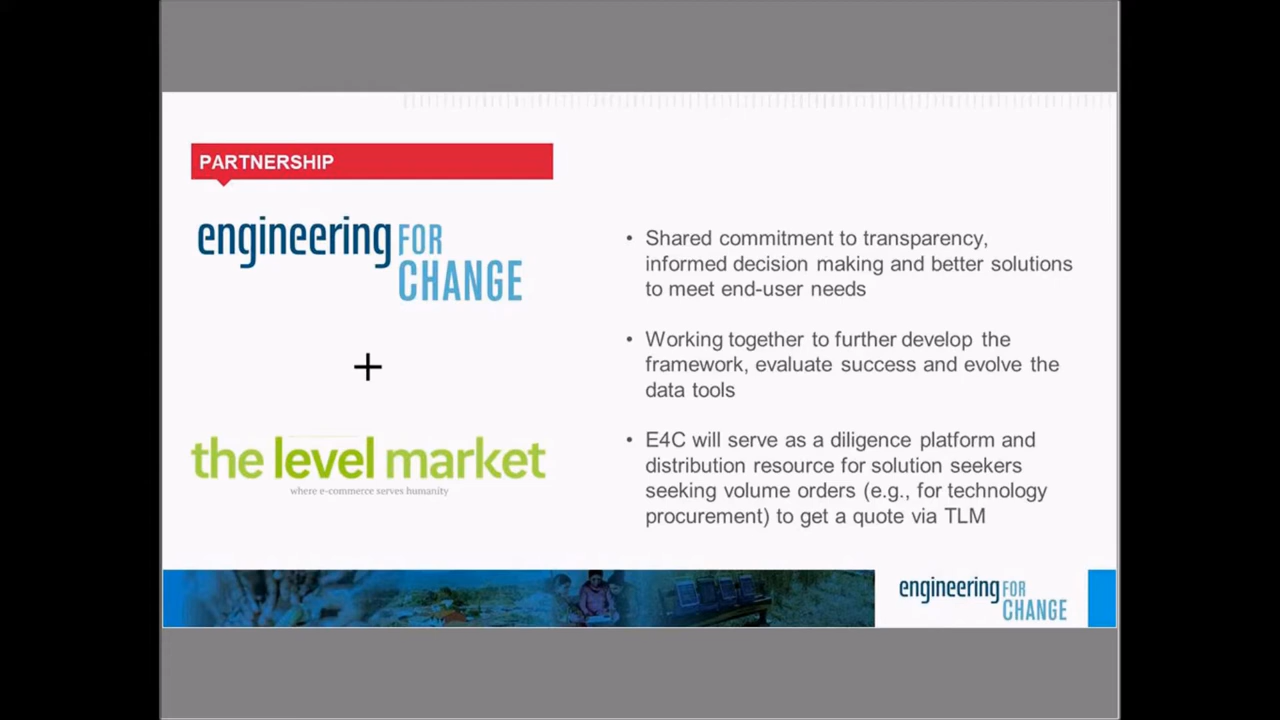 PARTNERSHIP
engineering FOR
CHANGE
+
the level market
where e-commerce serves humanity
• Shared commitment to transparency,
informed decision making and better solutions
to meet end-user needs
• Working together to further develop the
framework, evaluate success and evolve the
data tools
• E4C will serve as a diligence platform and
distribution resource for solution seekers
seeking volume orders (e.g., for technology
procurement) to get a quote via TLM
engineering FOR
CHANGE